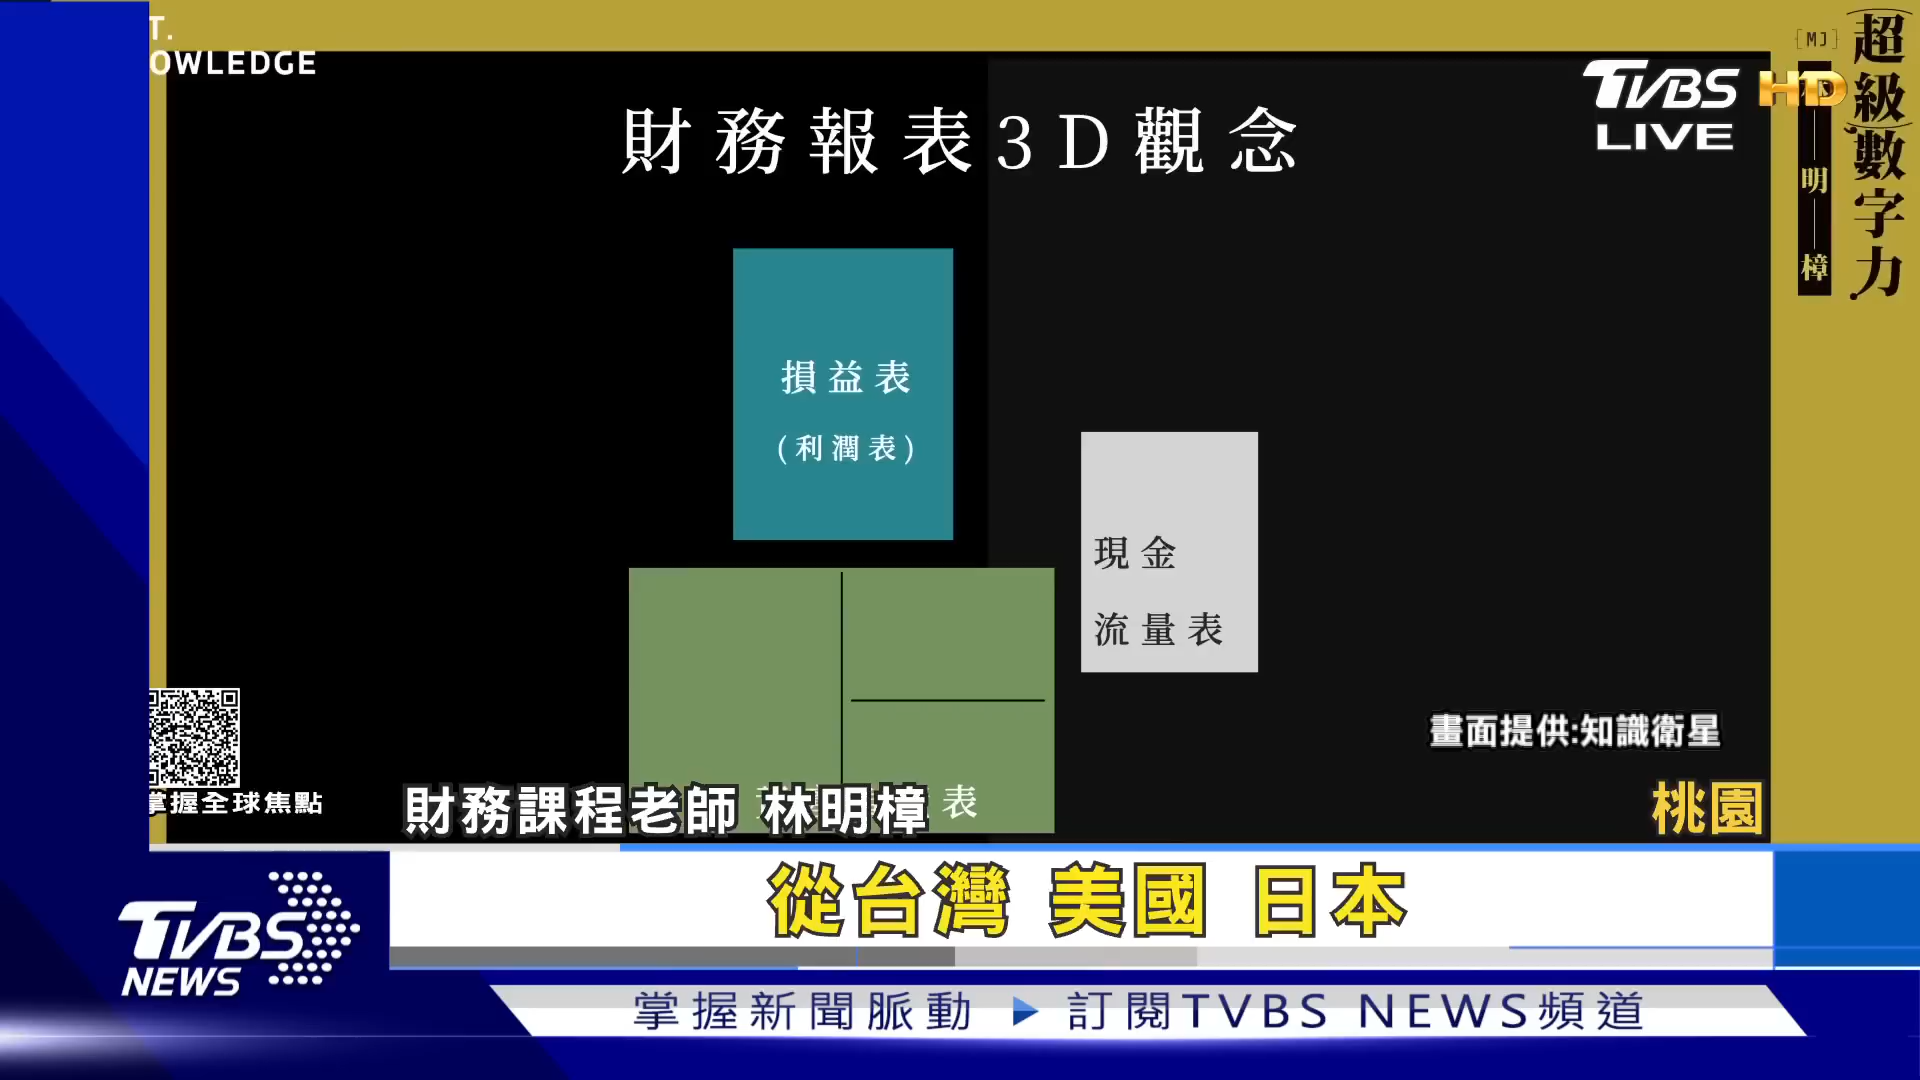 T.
OWLEDGE
財務報表3D觀念
TVBS HD
LIVE
[MJ]
明
樟
超級數字力
損益表
(利潤表)
現金
流量表
表
畫面提供:知識衛星
掌握全球焦點
財務課程老師 林明樟
桃園
從台灣 美國 日本
TVBS
NEWS
掌握新聞脈動 ▶ 訂閱TVBS NEWS頻道